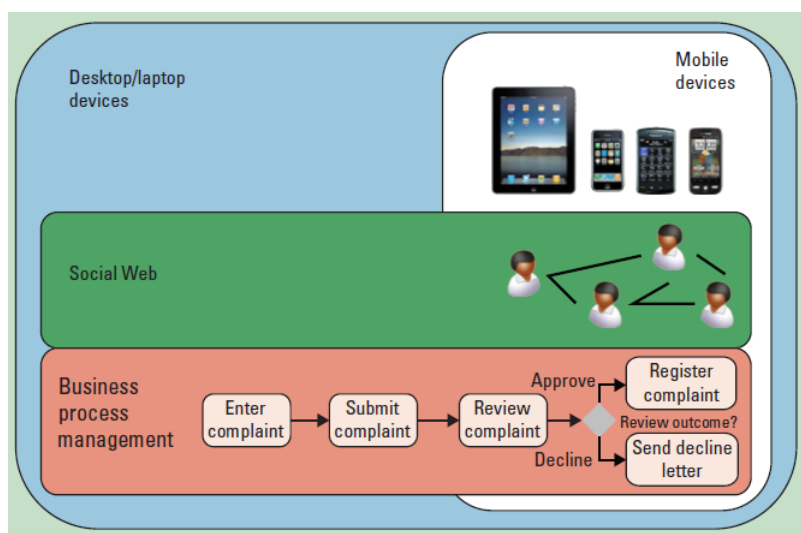 Desktop/laptop
devices
Mobile
devices
Social Web
Business
process
management
Enter
complaint
Submit
complaint
Review
complaint
Approve
Decline
Review outcome?
Register
complaint
Send decline
letter